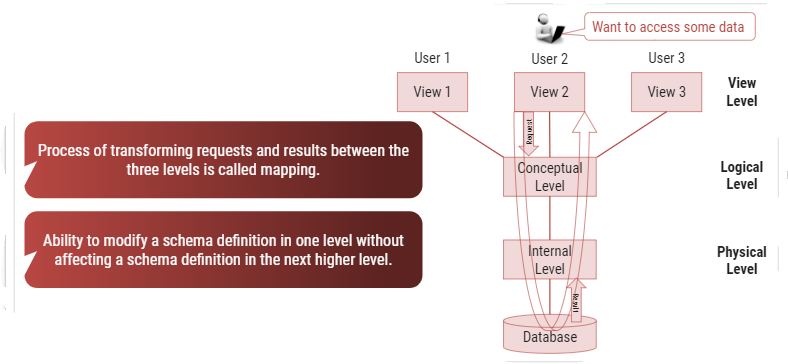 Want to access some data
User 1
User 2
User 3
View 1
View 2
View 3
View
Level
Request
Process of transforming requests and results between the
three levels is called mapping.
Conceptual
Level
Logical
Level
Ability to modify a schema definition in one level without
affecting a schema definition in the next higher level.
Internal
Level
Physical
Level
Result
Database